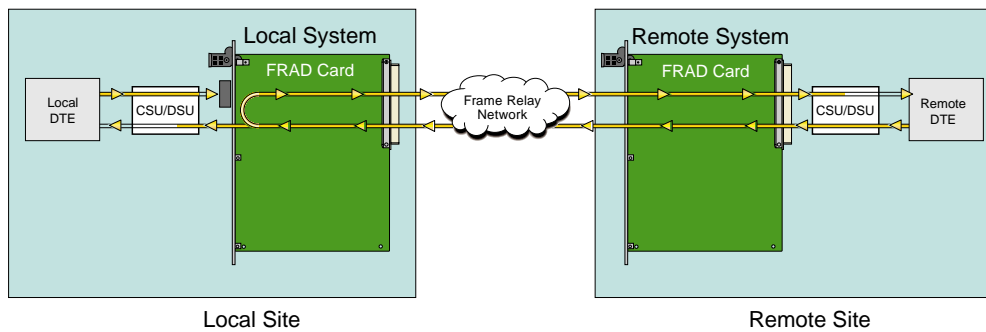 Local System
FRAD Card
Local
DTE
CSU/DSU
Frame Relay
Network
Remote System
FRAD Card
CSU/DSU
Remote
DTE
Local Site
Remote Site